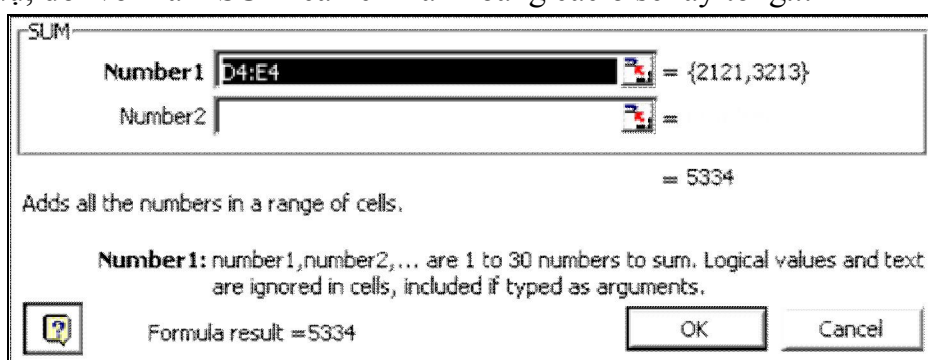 SUM
Number1 D4:E4 = {2121,3213}
Number2 =
= 5334
Adds all the numbers in a range of cells.
Number1: number1,number2,... are 1 to 30 numbers to sum. Logical values and text
are ignored in cells, included if typed as arguments.
Formula result =5334 OK Cancel